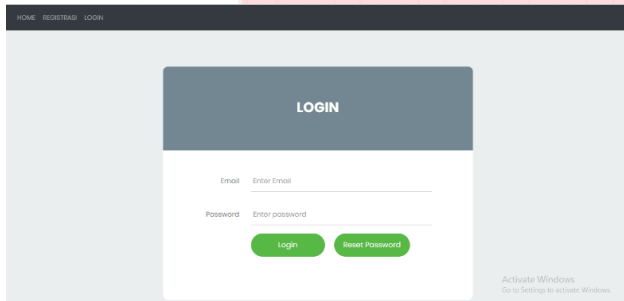 HOME REGISTRASI LOGIN
LOGIN
Email Enter Email
Password Enter password
Login Reset Password
Activate Windows
Go to Settings to activate Windows.